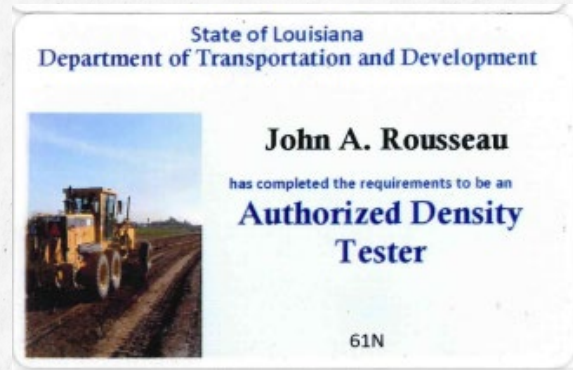 State of Louisiana
Department of Transportation and Development
John A. Rousseau
has completed the requirements to be an
Authorized Density
Tester
61N